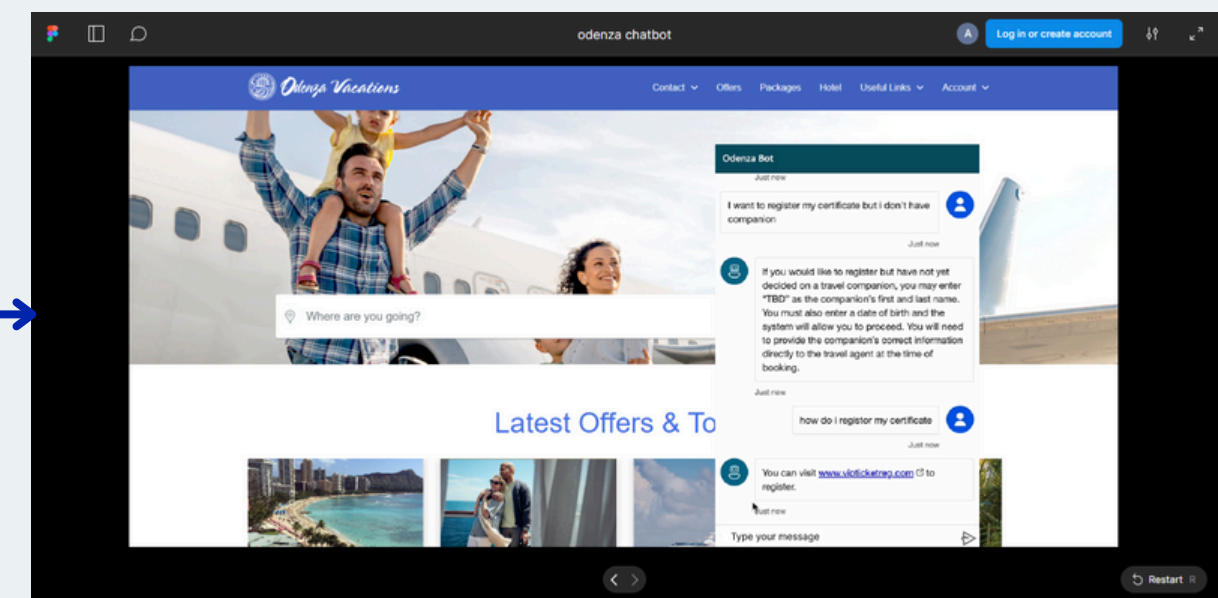 odenza chatbot
A
Log in or create account
Odenza Vacations
Contact
Offers
Packages
Hotel
Useful Links
Account
Where are you going?
Latest Offers & To
Odenza Bot
Just now
I want to register my certificate but i don't have
companion
Just now
If you would like to register but have not yet
decided on a travel companion, you may enter
"TBD" as the companion's first and last name.
You must also enter a date of birth and the
system will allow you to proceed. You will need
to provide the companion's correct information
directly to the travel agent at the time of
booking.
Just now
how do i register my certificate
Just now
You can visit www.vipticketreg.com to
register.
Just now
Type your message
Restart R